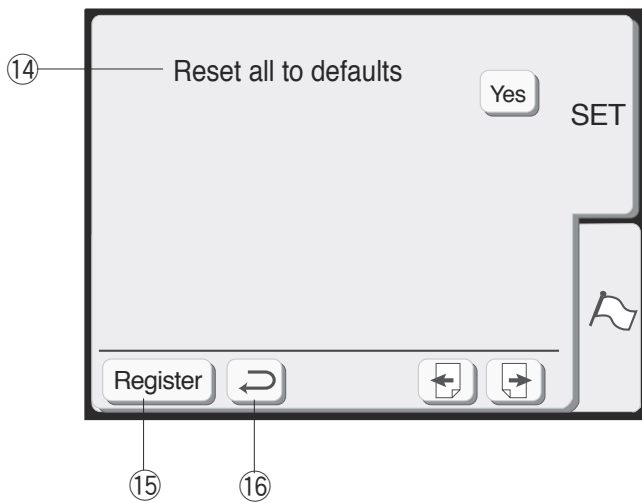 ⑭ Reset all to defaults
Yes
SET
Register
⑮ ⑯